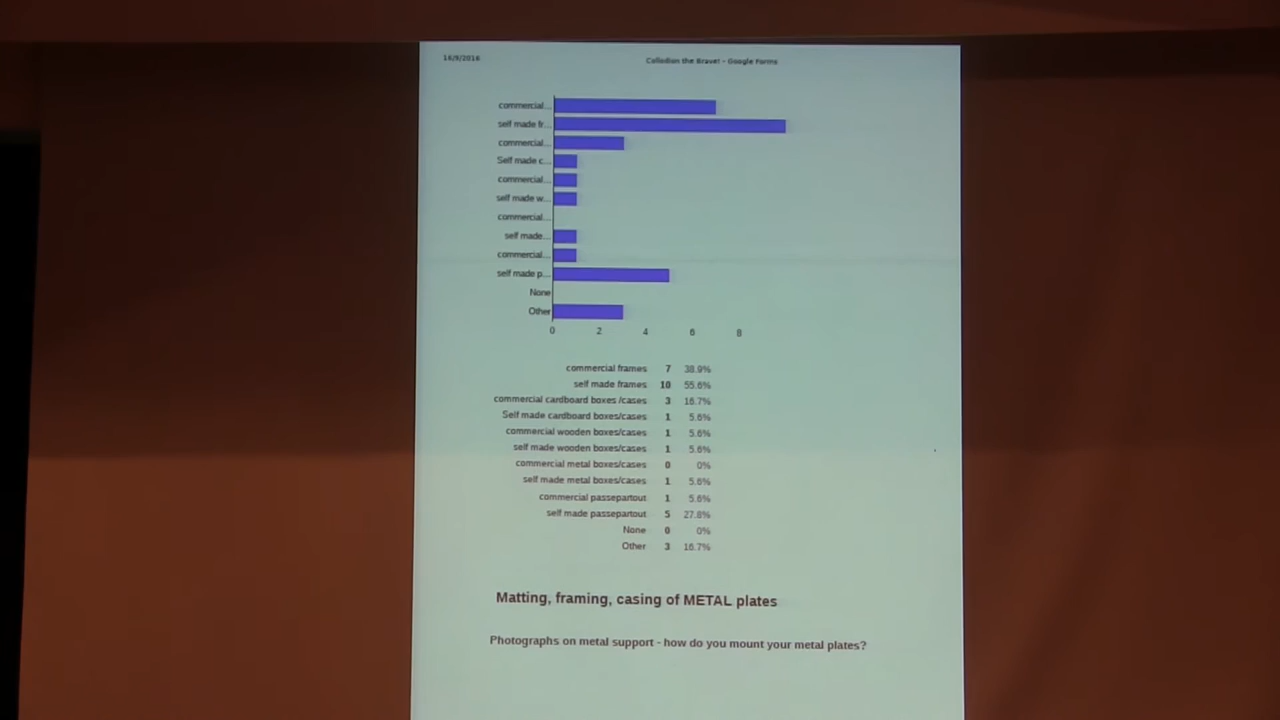 16/9/2016 Collodion the Brave! - Google Forms
commercial...
self made fr...
commercial...
Self made c...
commercial...
self made w...
commercial...
self made...
commercial...
self made p...
None
Other
0 2 4 6 8
commercial frames 7 38.9%
self made frames 10 55.6%
commercial cardboard boxes /cases 3 16.7%
Self made cardboard boxes/cases 1 5.6%
commercial wooden boxes/cases 1 5.6%
self made wooden boxes/cases 1 5.6%
commercial metal boxes/cases 0 0%
self made metal boxes/cases 1 5.6%
commercial passepartout 1 5.6%
self made passepartout 5 27.8%
None 0 0%
Other 3 16.7%
Matting, framing, casing of METAL plates
Photographs on metal support - how do you mount your metal plates?